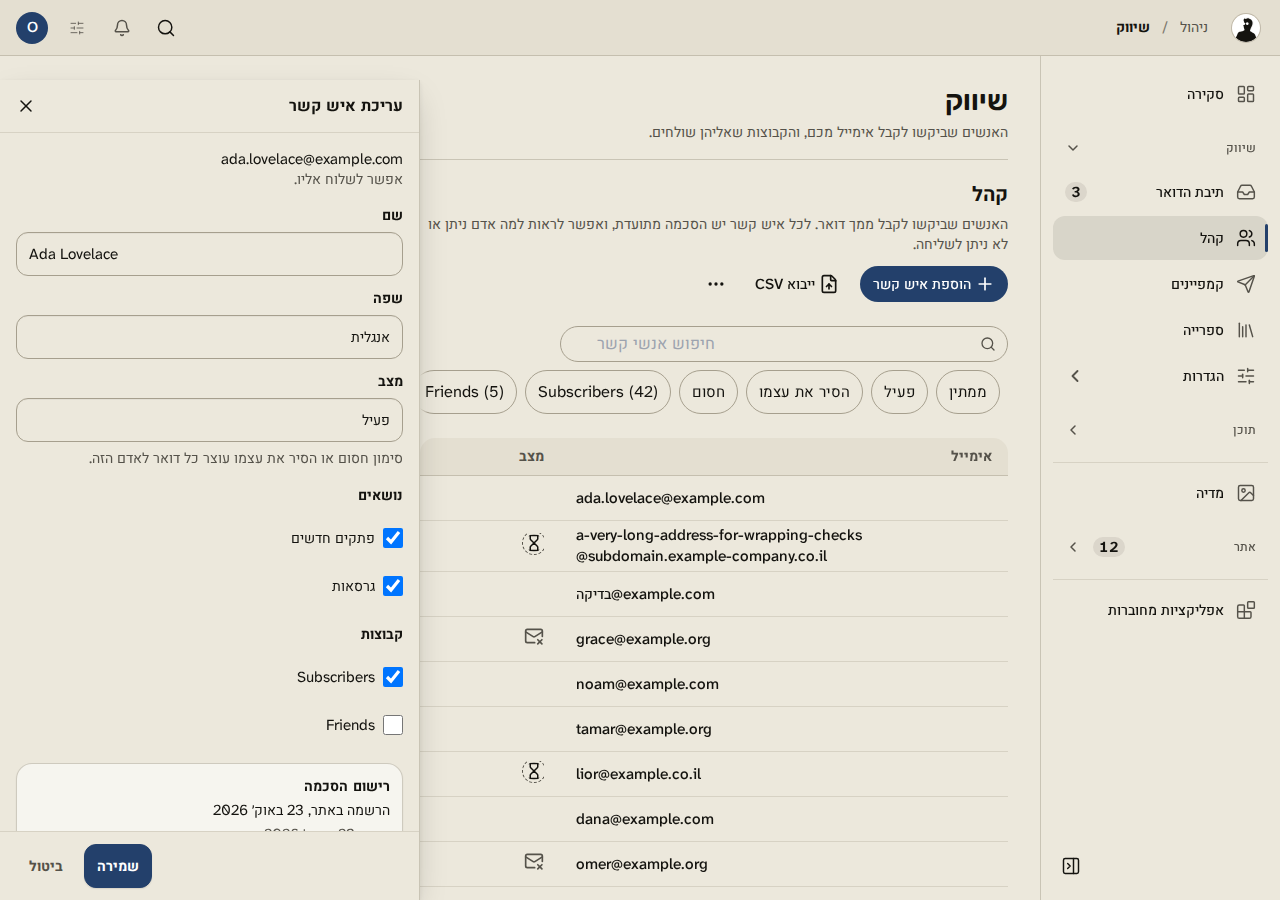 ניהול / שיווק
O
סקירה
שיווק
תיבת הדואר 3
קהל
קמפיינים
ספרייה
הגדרות
תוכן
מדיה
אתר 12
אפליקציות מחוברות
שיווק
האנשים שביקשו לקבל אימייל מכם, והקבוצות שאליהן שולחים.
קהל
האנשים שביקשו לקבל ממך דואר. לכל איש קשר יש הסכמה מתועדת, ואפשר לראות למה אדם ניתן או
לא ניתן לשליחה.
הוספת איש קשר
ייבוא CSV
חיפוש אנשי קשר
ממתין
פעיל
הסיר את עצמו
חסום
Subscribers (42)
Friends (5)
אימייל
מצב
ada.lovelace@example.com
a-very-long-address-for-wrapping-checks
@subdomain.example-company.co.il
בדיקה@example.com
grace@example.org
noam@example.com
tamar@example.org
lior@example.co.il
dana@example.com
omer@example.org
עריכת איש קשר
ada.lovelace@example.com
אפשר לשלוח אליו.
שם
Ada Lovelace
שפה
אנגלית
מצב
פעיל
סימון חסום או הסיר את עצמו עוצר כל דואר לאדם הזה.
נושאים
פתקים חדשים
גרסאות
קבוצות
Subscribers
Friends
רישום הסכמה
הרשמה באתר, 23 באוק׳ 2026
שמירה
ביטול